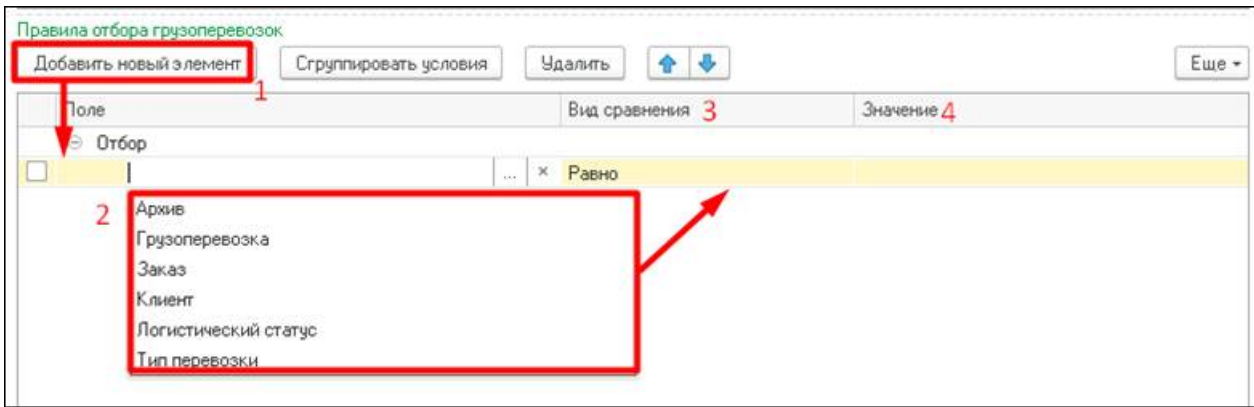 Правила отбора грузоперевозок
Добавить новый элемент Сгруппировать условия Удалить Еще
1
Поле Вид сравнения 3 Значение 4
Отбор
... × Равно
2 Архив
Грузоперевозка
Заказ
Клиент
Логистический статус
Тип перевозки